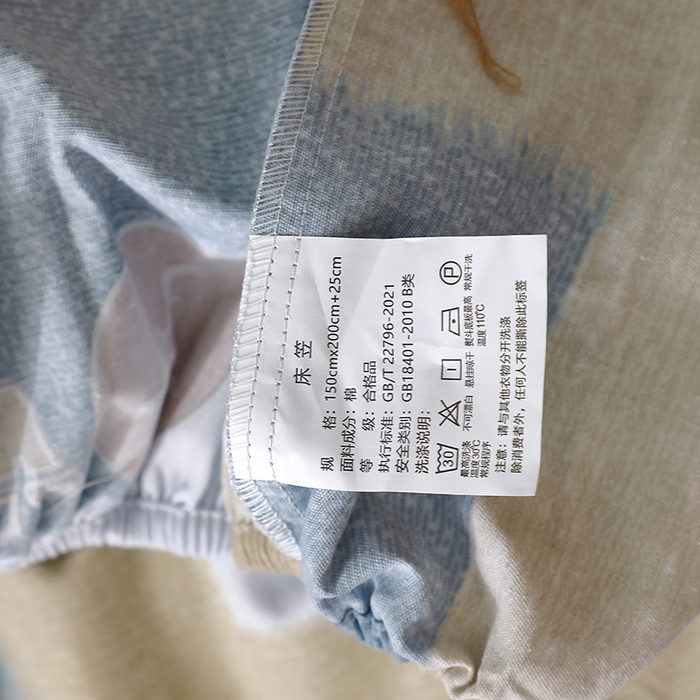 床笠
规格：150cmx200cm+25cm
面料成分：棉
等级：合格品
执行标准：GB/T 22796-2021
安全类别：GB18401-2010 B类
洗涤说明：
30 P
最高洗涤温度30℃常规程序 不可漂白 悬挂晾干 熨斗底板最高温度110℃ 常规干洗
注意：请与其他衣物分开洗涤
除消费者外，任何人不能撕除此标签